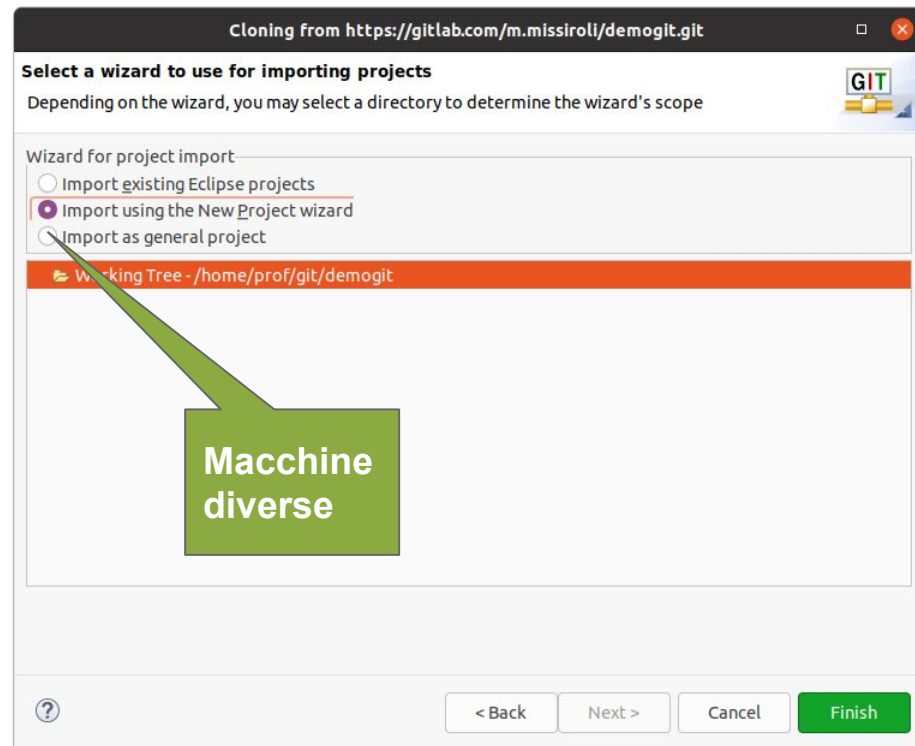 Cloning from https://gitlab.com/m.missiroli/demogit.git
Select a wizard to use for importing projects
GIT
Depending on the wizard, you may select a directory to determine the wizard's scope
Wizard for project import
Import existing Eclipse projects
Import using the New Project wizard
Import as general project
Working Tree - /home/prof/git/demogit
Macchine
diverse
?
< Back
Next >
Cancel
Finish